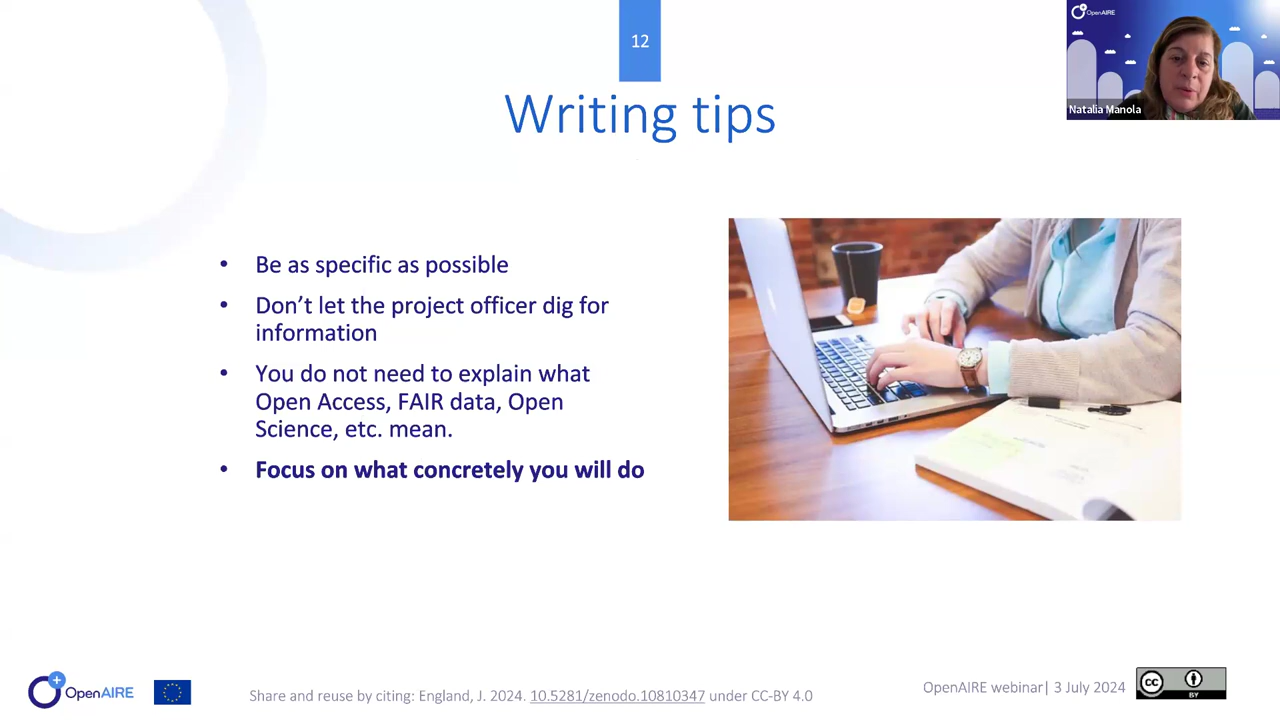 12
OpenAIRE
Natalia Manola
Writing tips
• Be as specific as possible
• Don’t let the project officer dig for
information
• You do not need to explain what
Open Access, FAIR data, Open
Science, etc. mean.
• Focus on what concretely you will do
OpenAIRE
Share and reuse by citing: England, J. 2024. 10.5281/zenodo.10810347 under CC-BY 4.0
OpenAIRE webinar| 3 July 2024
CC
BY